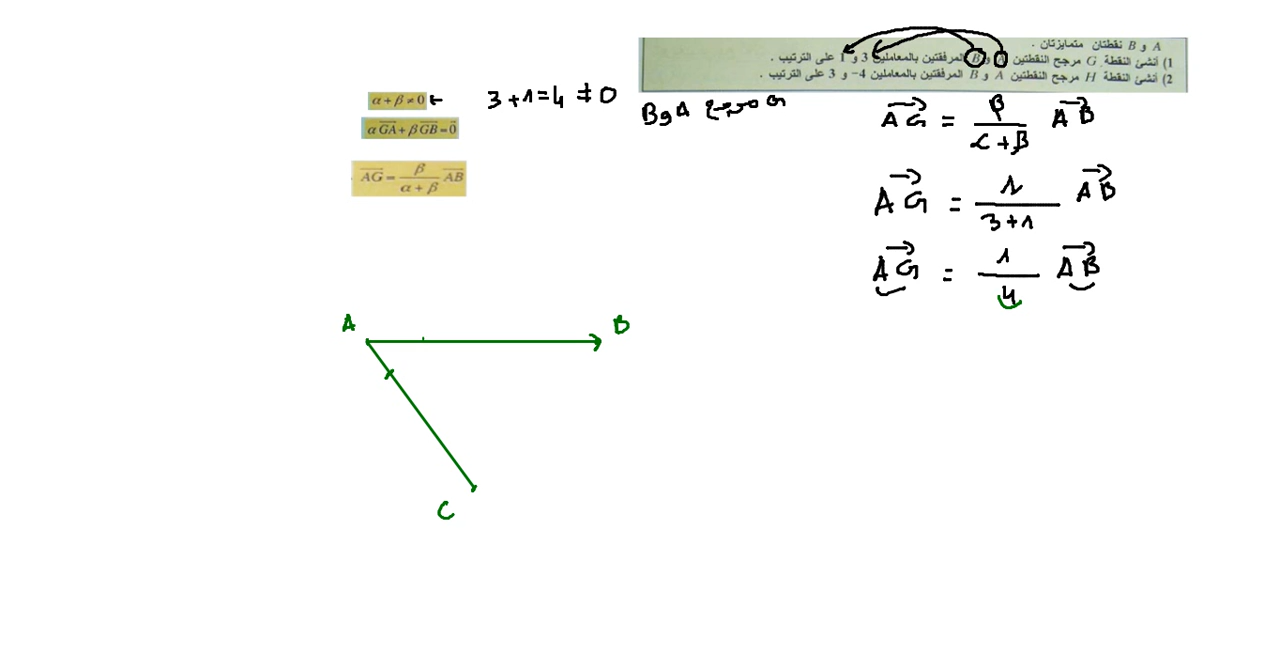 A و B نقطتان متمايزتان .
1) أنشئ النقطة G مرجح النقطتين A و B المرفقتين بالمعاملين 3 و 1 على الترتيب .
2) أنشئ النقطة H مرجح النقطتين A و B المرفقتين بالمعاملين 4− و 3 على الترتيب .
α + β ≠ 0 ← 3 + 1 = 4 ≠ 0
G مرجح A و B
αGA⃗ + βGB⃗ = 0⃗
AG⃗ = β/(α + β) AB⃗
AG⃗ = β/(α + β) AB⃗
AG⃗ = 1/(3+1) AB⃗
AG⃗ = 1/4 AB⃗
A B
C